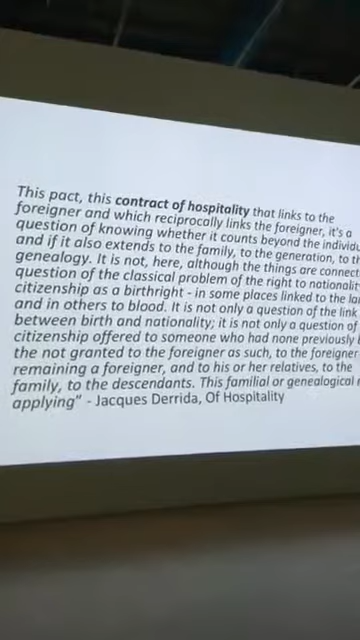 This pact, this contract of hospitality that links to the
foreigner and which reciprocally links the foreigner, it's a
question of knowing whether it counts beyond the
and if it also extends to the family, to the generation, to
genealogy. It is not, here, although the things are
question of the classical problem of the right to
citizenship as a birthright - in some places linked to the
and in others to blood. It is not only a question of the link
between birth and nationality; it is not only a question of
citizenship offered to someone who had none previously
the not granted to the foreigner as such, to the foreigner
remaining a foreigner, and to his or her relatives, to the
family, to the descendants. This familial or genealogical
applying" - Jacques Derrida, Of Hospitality